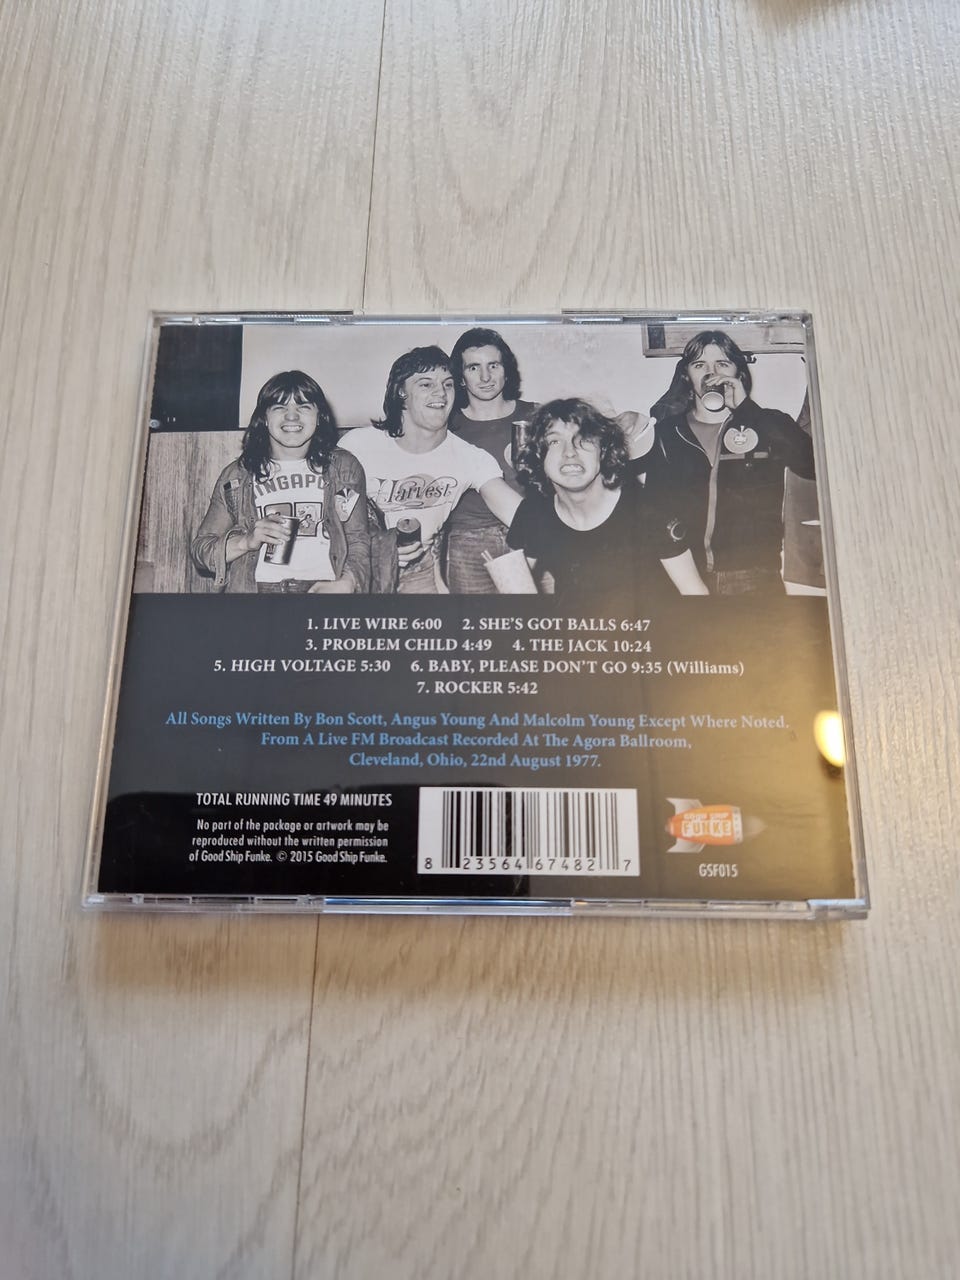 INGAPO
Harvest
1. LIVE WIRE 6:00 2. SHE'S GOT BALLS 6:47
3. PROBLEM CHILD 4:49 4. THE JACK 10:24
5. HIGH VOLTAGE 5:30 6. BABY, PLEASE DON'T GO 9:35 (Williams)
7. ROCKER 5:42
All Songs Written By Bon Scott, Angus Young And Malcolm Young Except Where Noted.
From A Live FM Broadcast Recorded At The Agora Ballroom,
Cleveland, Ohio, 22nd August 1977.
TOTAL RUNNING TIME 49 MINUTES
No part of the package or artwork may be
reproduced without the written permission
of Good Ship Funke. © 2015 Good Ship Funke.
8 23564 67482 7
GOOD SHIP
FUNKE
GSF015